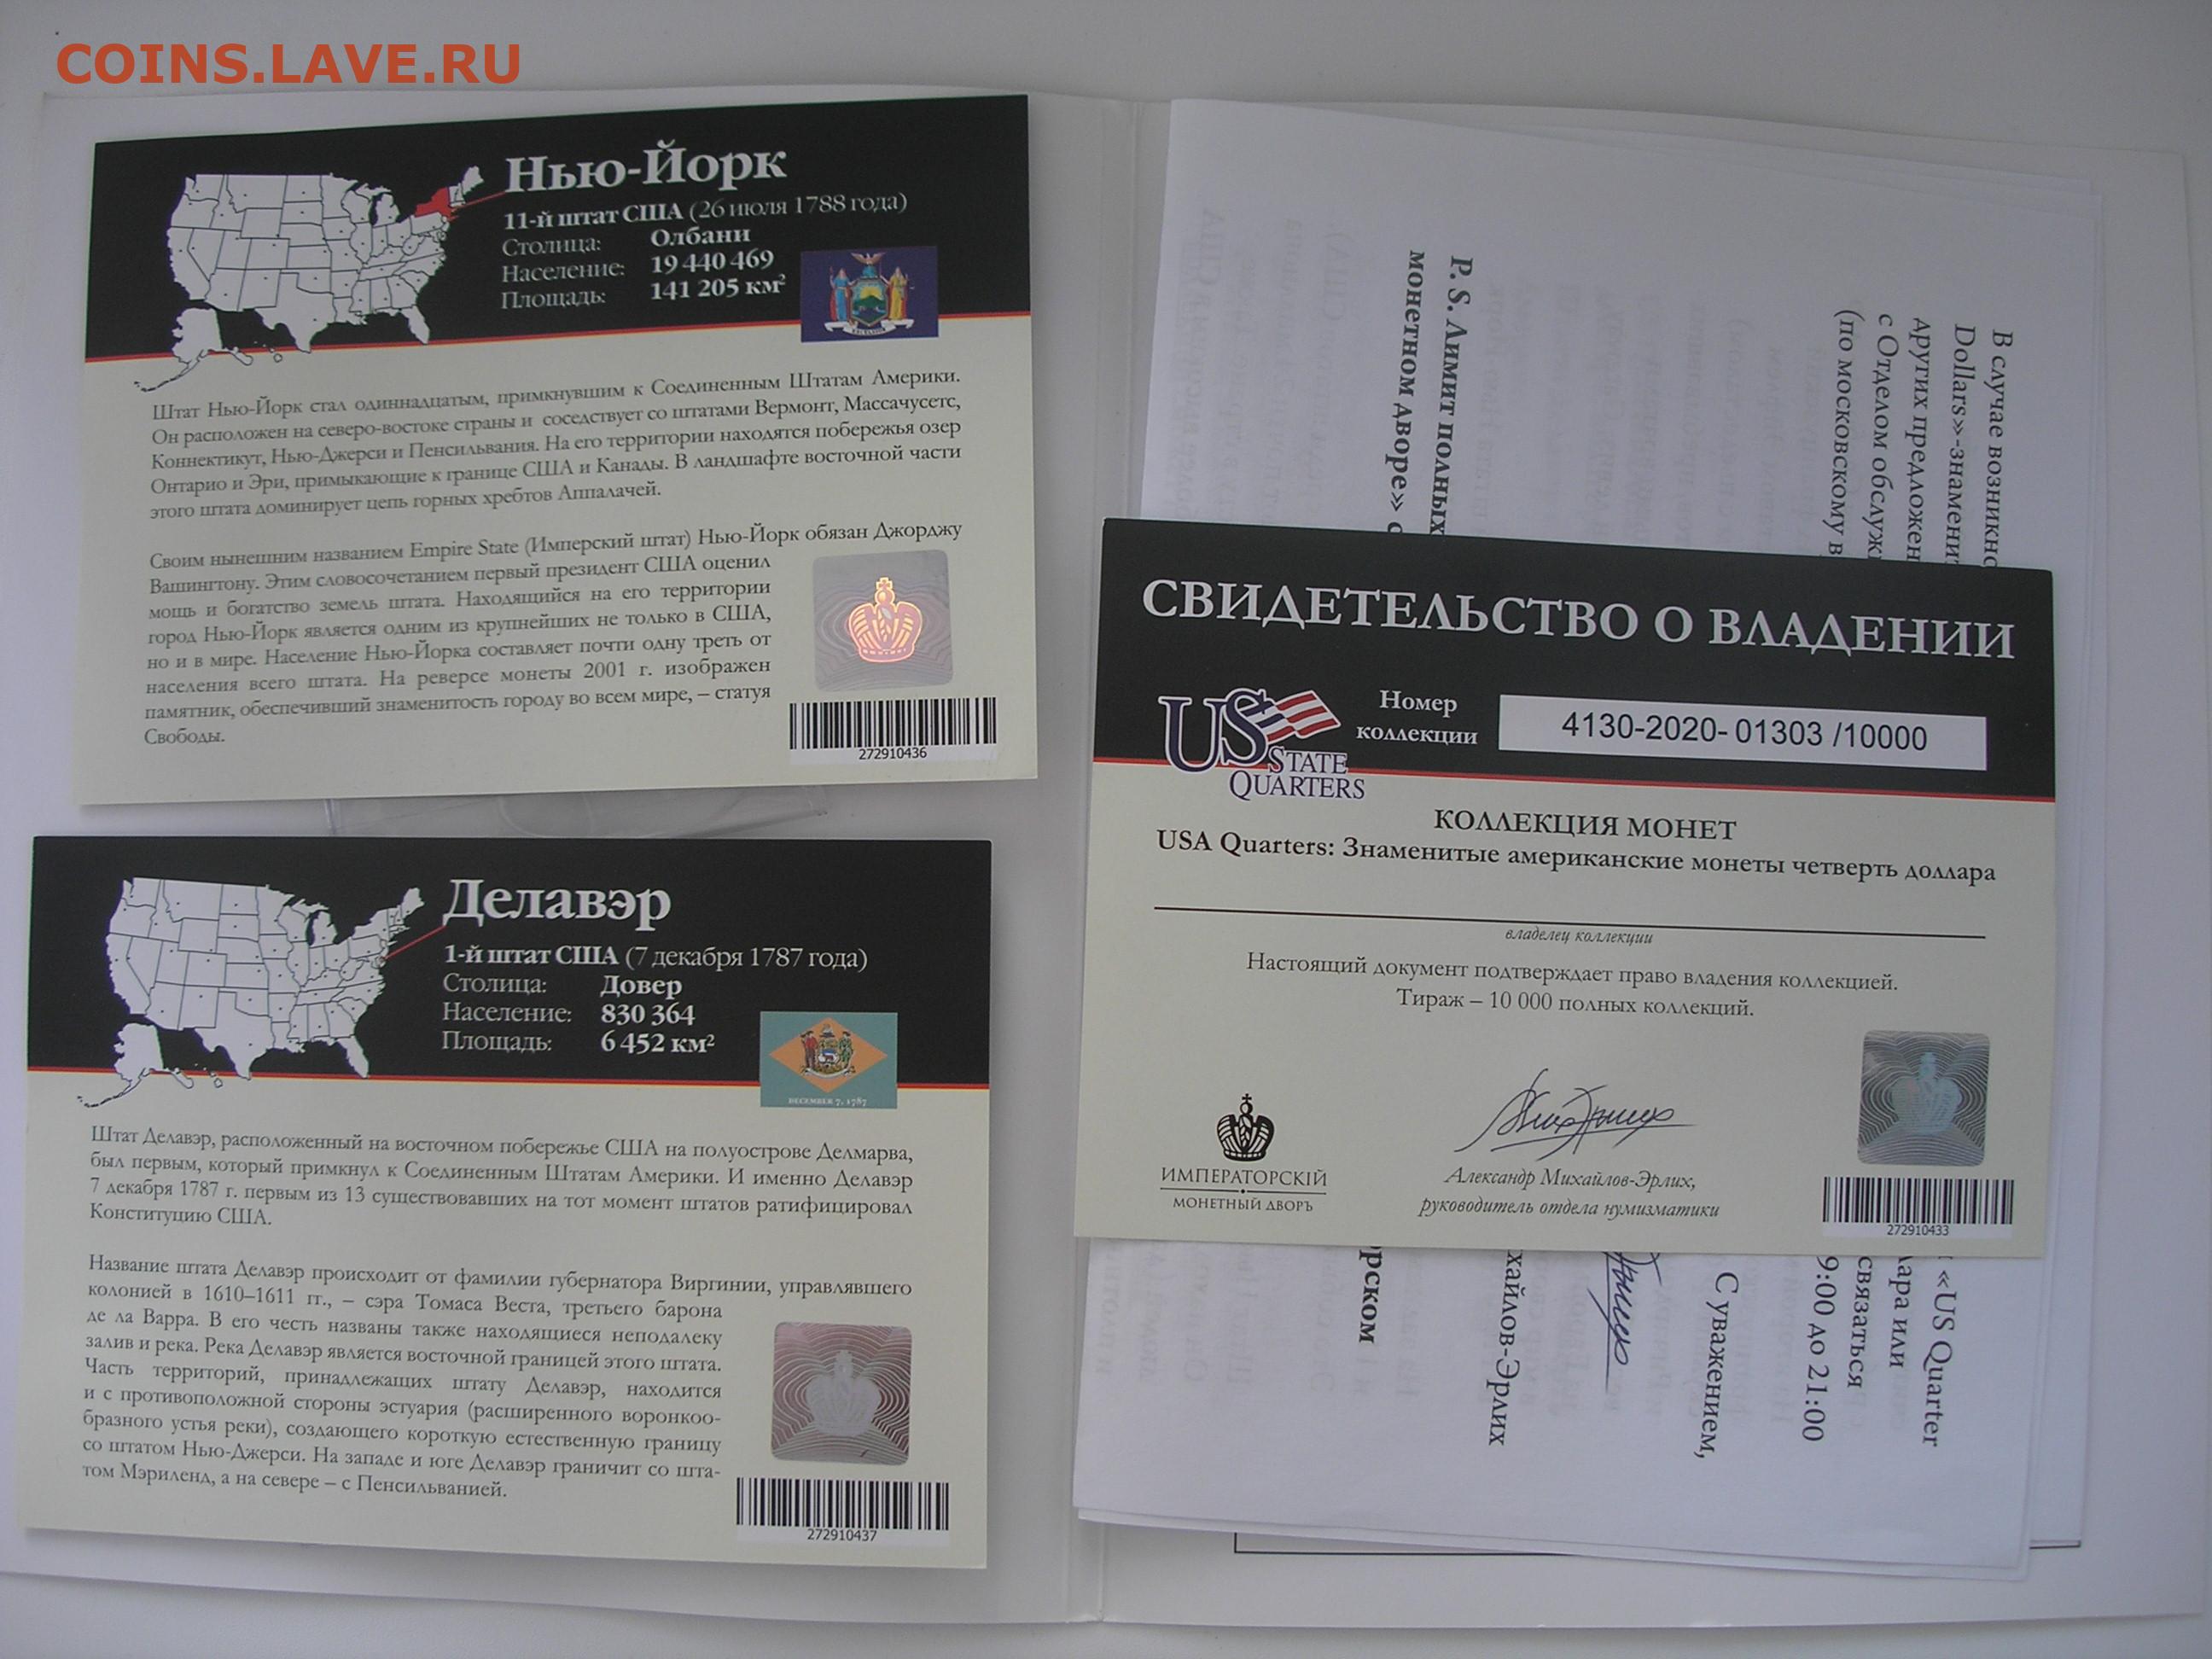 COINS.LAVE.RU
Нью-Йорк
11-й штат США (26 июля 1788 года)
Столица: Олбани
Население: 19 440 469
Площадь: 141 205 км²
EXCELSIOR
Штат Нью-Йорк стал одиннадцатым, примкнувшим к Соединенным Штатам Америки.
Он расположен на северо-востоке страны и соседствует со штатами Вермонт, Массачусетс,
Коннектикут, Нью-Джерси и Пенсильвания. На его территории находятся побережья озер
Онтарио и Эри, примыкающие к границе США и Канады. В ландшафте восточной части
этого штата доминирует цепь горных хребтов Аппалачей.
Своим нынешним названием Empire State (Имперский штат) Нью-Йорк обязан Джорджу
Вашингтону. Этим словосочетанием первый президент США оценил
мощь и богатство земель штата. Находящийся на его территории
город Нью-Йорк является одним из крупнейших не только в США,
но и в мире. Население Нью-Йорка составляет почти одну треть от
населения всего штата. На реверсе монеты 2001 г. изображен
памятник, обеспечивший знаменитость городу во всем мире, – статуя
Свободы.
272910436
Делавэр
1-й штат США (7 декабря 1787 года)
Столица: Довер
Население: 830 364
Площадь: 6 452 км²
DECEMBER 7, 1787
Штат Делавэр, расположенный на восточном побережье США на полуострове Делмарва,
был первым, который примкнул к Соединенным Штатам Америки. И именно Делавэр
7 декабря 1787 г. первым из 13 существовавших на тот момент штатов ратифицировал
Конституцию США.
Название штата Делавэр происходит от фамилии губернатора Виргинии, управлявшего
колонией в 1610–1611 гг., – сэра Томаса Веста, третьего барона
де ла Варра. В его честь названы также находящиеся неподалеку
залив и река. Река Делавэр является восточной границей этого штата.
Часть территорий, принадлежащих штату Делавэр, находится
и с противоположной стороны эстуария (расширенного воронкоо-
бразного устья реки), создающего короткую естественную границу
со штатом Нью-Джерси. На западе и юге Делавэр граничит со шта-
том Мэриленд, а на севере – с Пенсильванией.
272910437
СВИДЕТЕЛЬСТВО О ВЛАДЕНИИ
US STATE QUARTERS
Номер
коллекции
4130-2020- 01303 /10000
КОЛЛЕКЦИЯ МОНЕТ
USA Quarters: Знаменитые американские монеты четверть доллара
владелец коллекции
Настоящий документ подтверждает право владения коллекцией.
Тираж – 10 000 полных коллекций.
ИМПЕРАТОРСКІЙ
МОНЕТНЫЙ ДВОРЪ
Александр Михайлов-Эрлих,
руководитель отдела нумизматики
272910433
В случае возникно
«US Quarter
Dollars»-знаменит
лара или
других предложен
связаться
с Отделом обслуж
9:00 до 21:00
(по московскому в
С уважением,
хайлов-Эрлих
P. S. Лимит полных
орском
монетном дворе» с